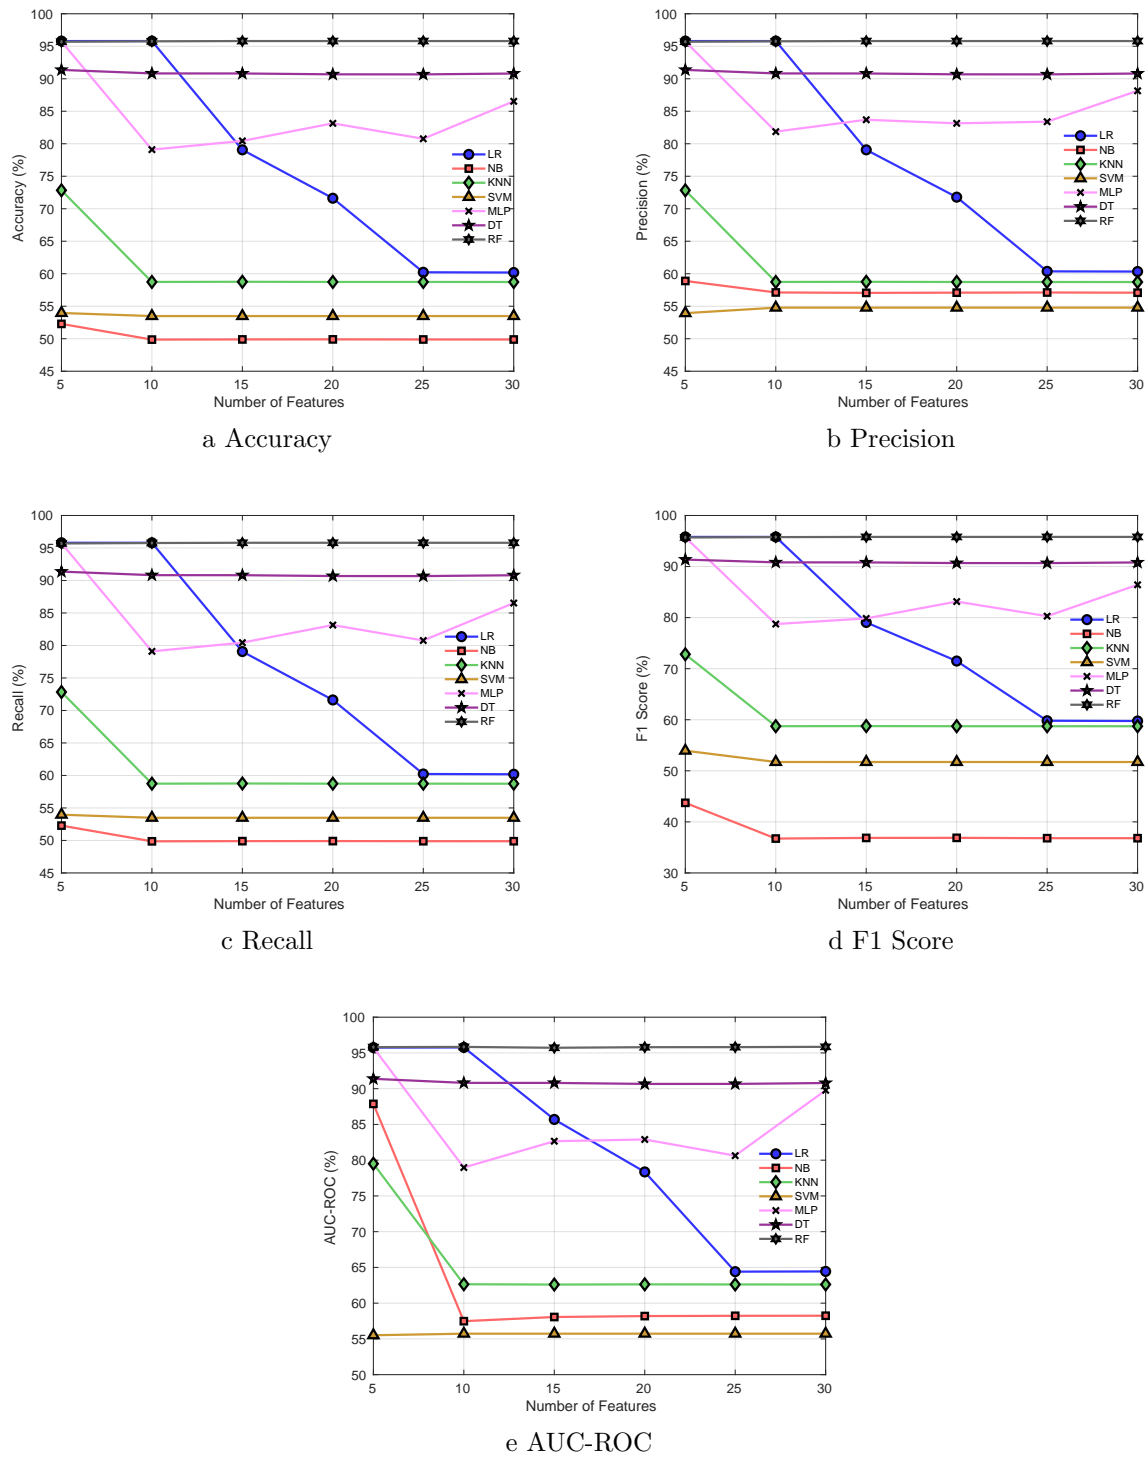 100
95
90
85
80
75
70
65
60
55
50
45
Accuracy (%)
LR
NB
KNN
SVM
MLP
DT
RF
5 10 15 20 25 30
Number of Features
a Accuracy
100
95
90
85
80
75
70
65
60
55
50
45
Precision (%)
LR
NB
KNN
SVM
MLP
DT
RF
5 10 15 20 25 30
Number of Features
b Precision
100
95
90
85
80
75
70
65
60
55
50
45
Recall (%)
LR
NB
KNN
SVM
MLP
DT
RF
5 10 15 20 25 30
Number of Features
c Recall
100
90
80
70
60
50
40
30
F1 Score (%)
LR
NB
KNN
SVM
MLP
DT
RF
5 10 15 20 25 30
Number of Features
d F1 Score
100
95
90
85
80
75
70
65
60
55
50
AUC-ROC (%)
LR
NB
KNN
SVM
MLP
DT
RF
5 10 15 20 25 30
Number of Features
e AUC-ROC